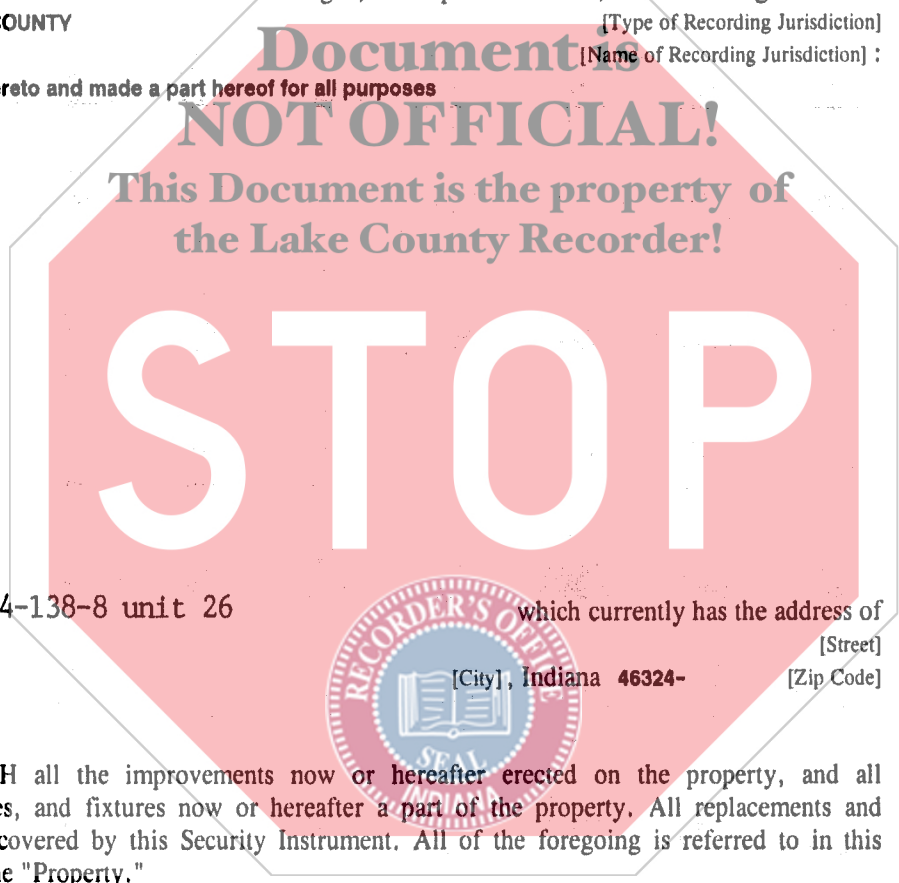 COUNTY [Type of Recording Jurisdiction]
Document is
[Name of Recording Jurisdiction] :
reto and made a part hereof for all purposes
NOT OFFICIAL!
This Document is the property of
the Lake County Recorder!
STOP
4-138-8 unit 26 which currently has the address of
[Street]
[City] , Indiana 46324- [Zip Code]
RECORDER'S OFFICE
SEAL
INDIANA
H all the improvements now or hereafter erected on the property, and all
es, and fixtures now or hereafter a part of the property. All replacements and
covered by this Security Instrument. All of the foregoing is referred to in this
e "Property."